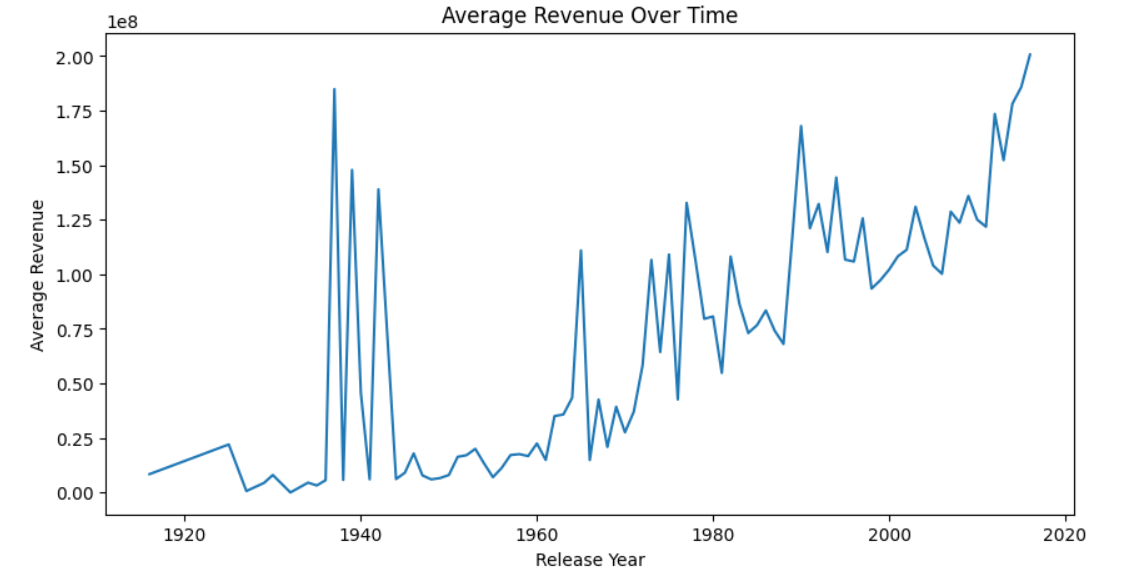 Average Revenue Over Time
1e8
2.00
1.75
1.50
1.25
1.00
0.75
0.50
0.25
0.00
Average Revenue
1920 1940 1960 1980 2000 2020
Release Year